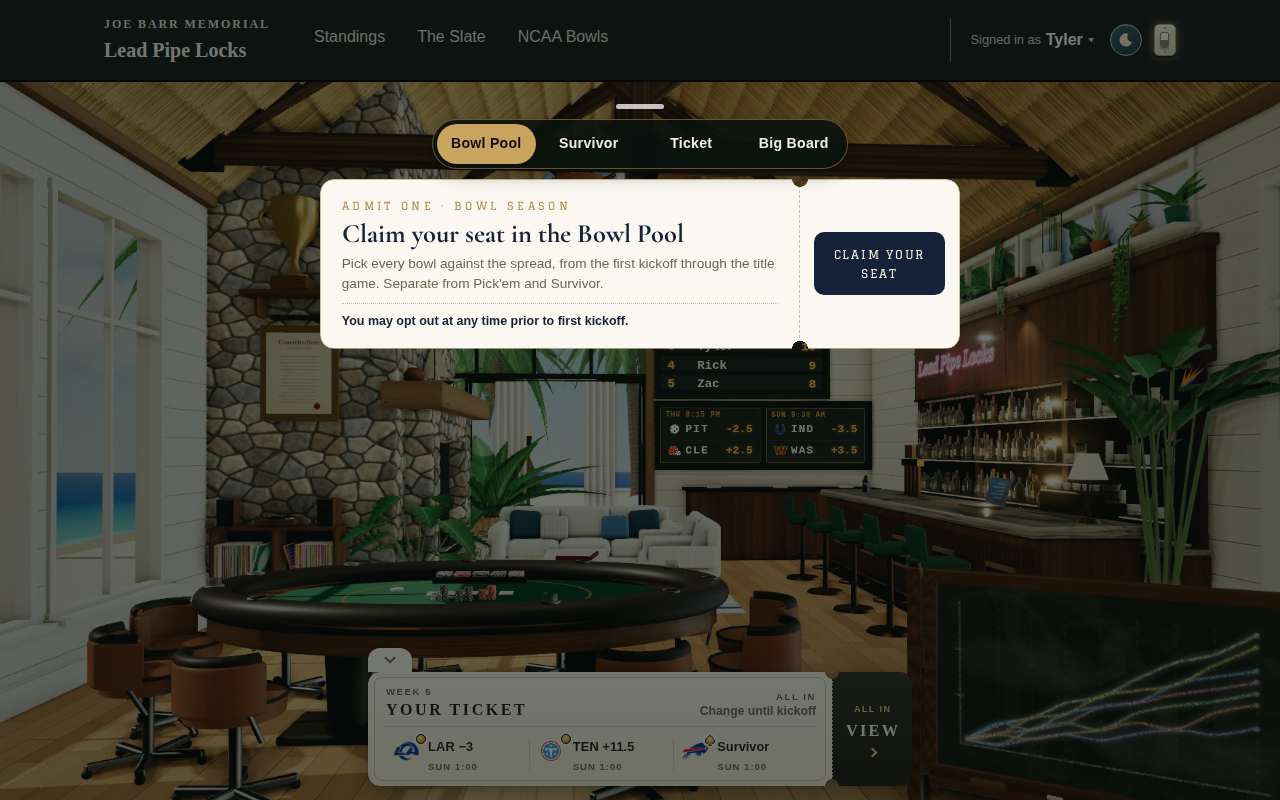 JOE BARR MEMORIAL
Lead Pipe Locks
Standings
The Slate
NCAA Bowls
Signed in as Tyler
Bowl Pool
Survivor
Ticket
Big Board
ADMIT ONE · BOWL SEASON
Claim your seat in the Bowl Pool
Pick every bowl against the spread, from the first kickoff through the title
game. Separate from Pick'em and Survivor.
You may opt out at any time prior to first kickoff.
CLAIM YOUR
SEAT
Constitution
4 Rick 9
5 Zac 8
Lead Pipe Locks
THU 8:15 PM
PIT -2.5
CLE +2.5
SUN 9:30 AM
IND -3.5
WAS +3.5
WEEK 5
YOUR TICKET
ALL IN
Change until kickoff
LAR −3
SUN 1:00
TEN +11.5
SUN 1:00
Survivor
SUN 1:00
ALL IN
VIEW